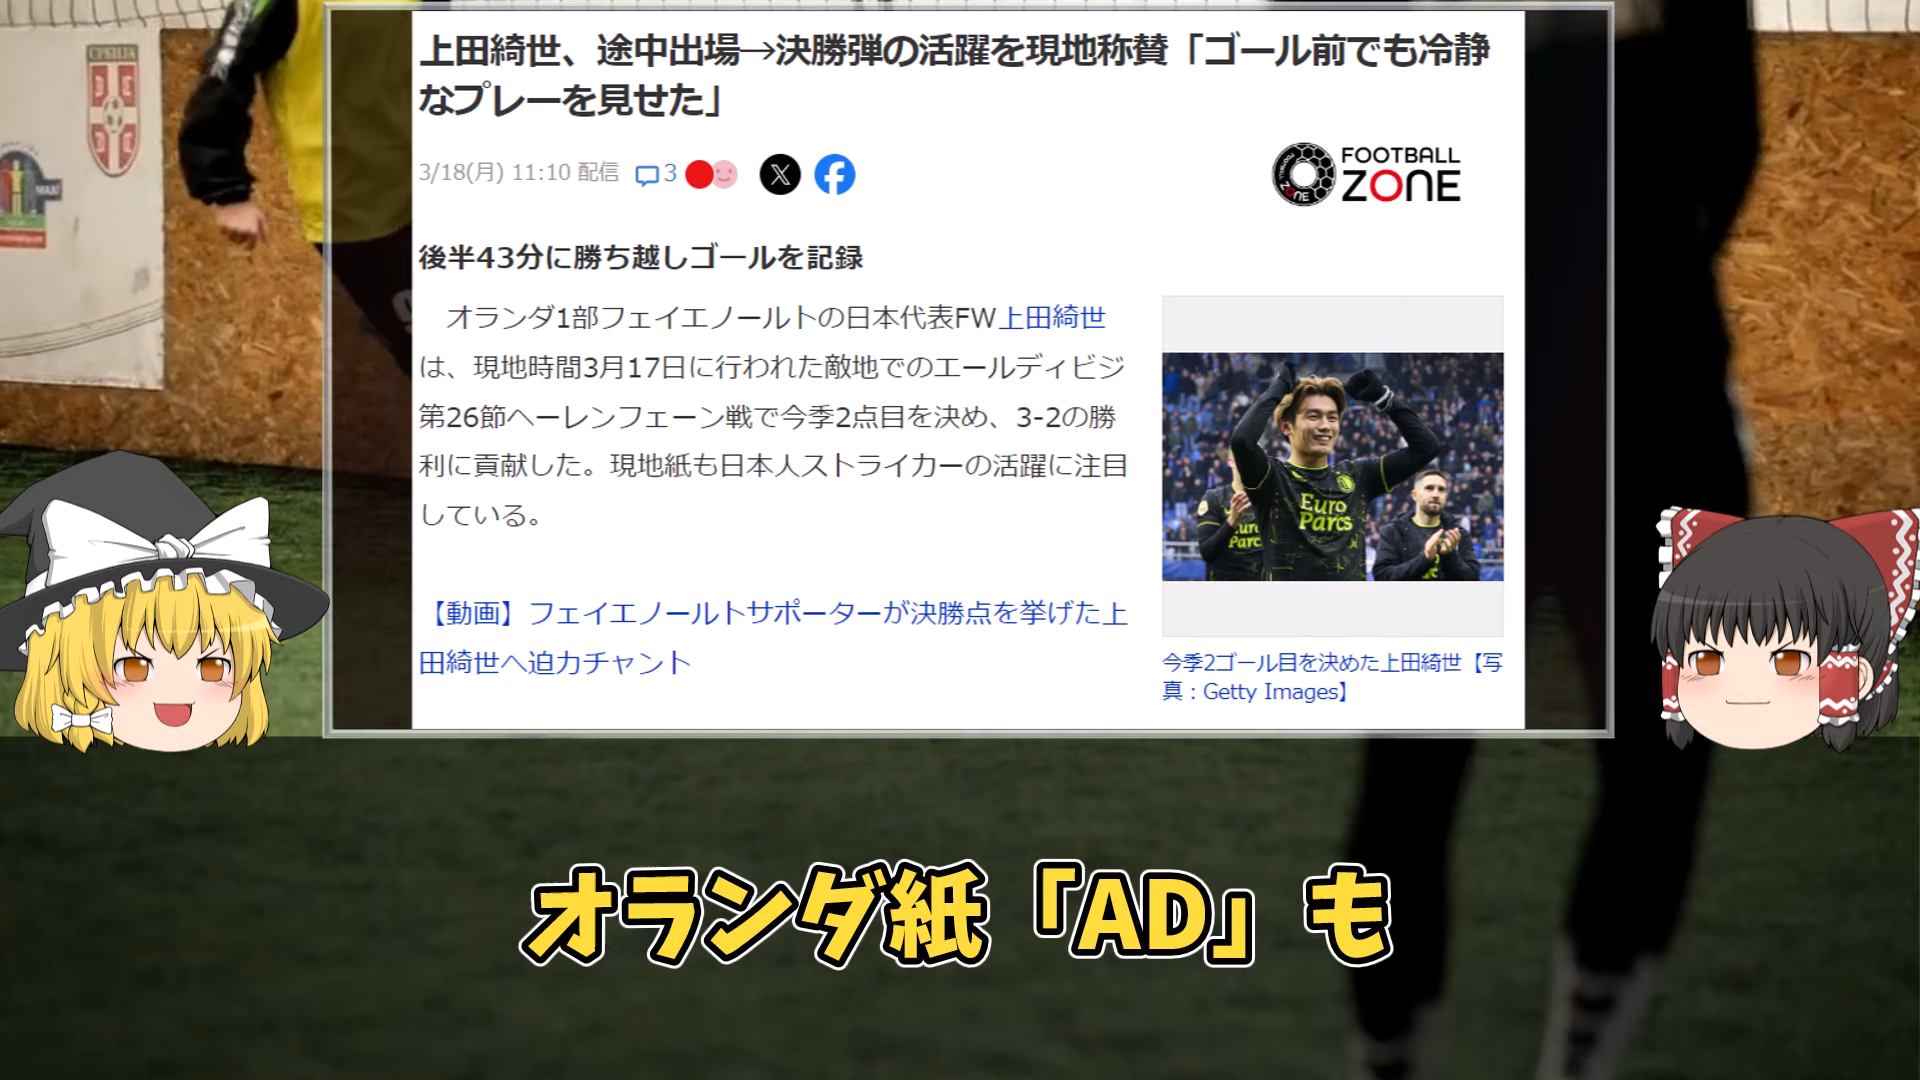 上田綺世、途中出場→決勝弾の活躍を現地称賛「ゴール前でも冷静
なプレーを見せた」
3/18(月) 11:10 配信 3
FOOTBALL
ZONE
後半43分に勝ち越しゴールを記録
オランダ1部フェイエノールトの日本代表FW上田綺世
は、現地時間3月17日に行われた敵地でのエールディビジ
第26節ヘーレンフェーン戦で今季2点目を決め、3-2の勝
利に貢献した。現地紙も日本人ストライカーの活躍に注目
している。
【動画】フェイエノールトサポーターが決勝点を挙げた上
田綺世へ迫力チャント
Euro
Parcs
今季2ゴール目を決めた上田綺世【写
真：Getty Images】
СРБИЈА
オランダ紙「AD」も